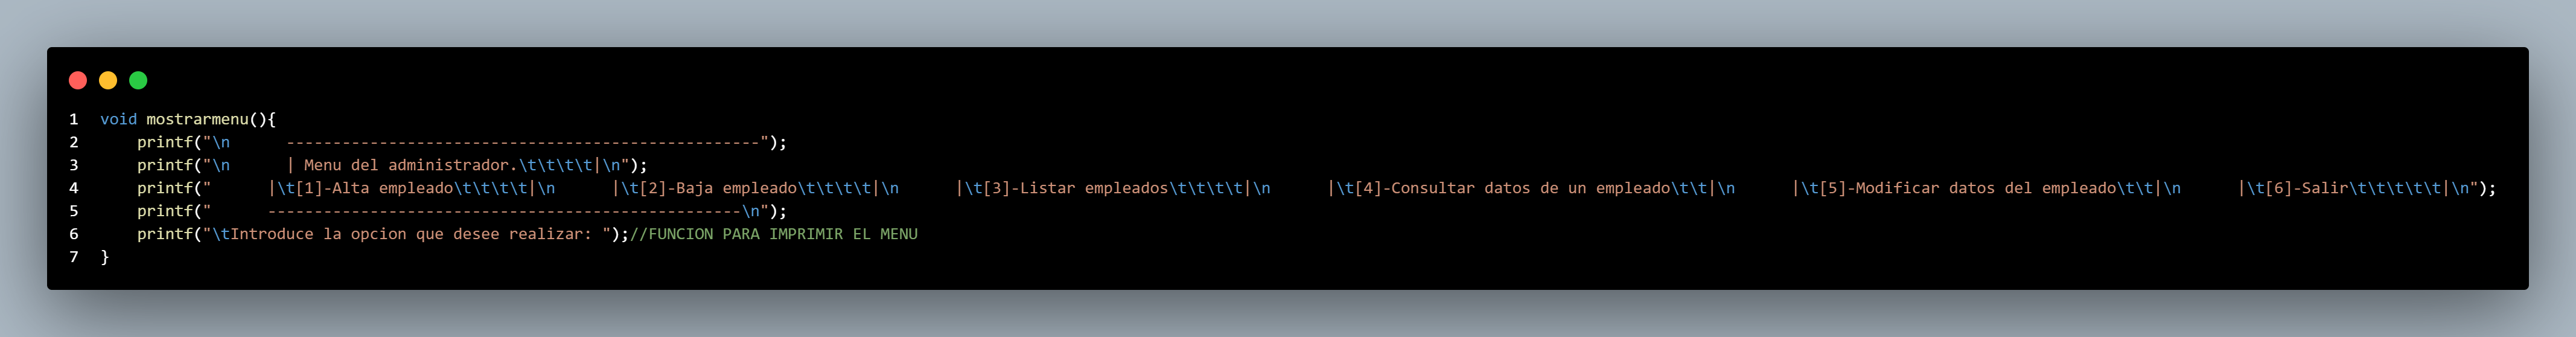 1 void mostrarmenu(){
2     printf("\n      ---------------------------------------------------");
3     printf("\n      | Menu del administrador.\t\t\t\t|\n");
4     printf("      |\t[1]-Alta empleado\t\t\t\t|\n      |\t[2]-Baja empleado\t\t\t\t|\n      |\t[3]-Listar empleados\t\t\t\t|\n      |\t[4]-Consultar datos de un empleado\t\t|\n      |\t[5]-Modificar datos del empleado\t\t|\n      |\t[6]-Salir\t\t\t\t\t|\n");
5     printf("      ---------------------------------------------------\n");
6     printf("\tIntroduce la opcion que desee realizar: ");//FUNCION PARA IMPRIMIR EL MENU
7 }